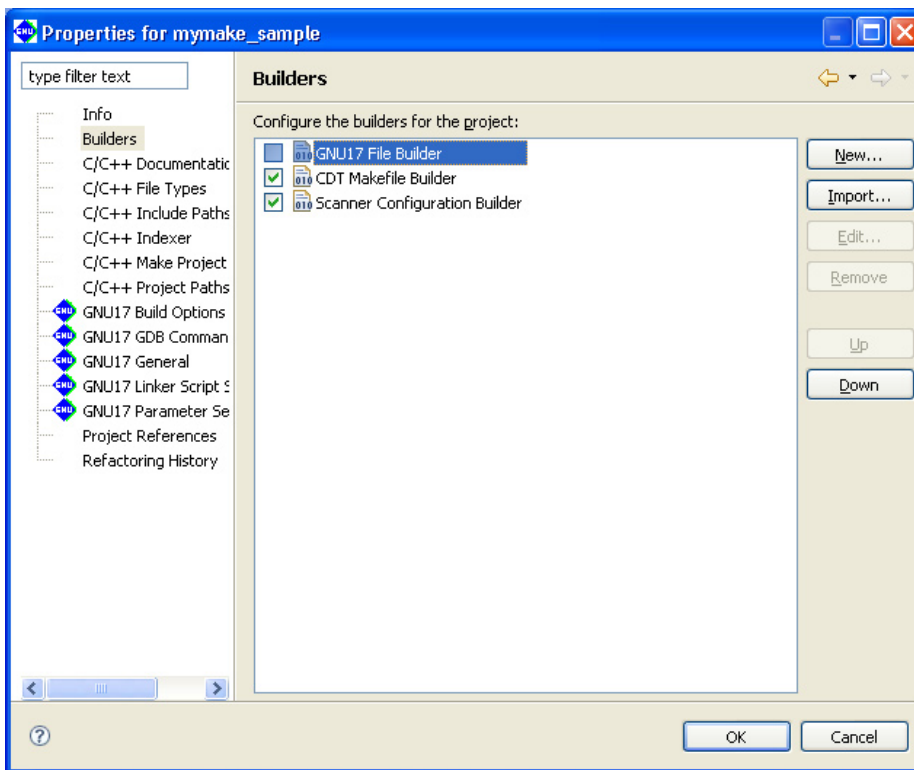 Properties for mymake_sample
type filter text
Info
Builders
C/C++ Documentatic
C/C++ File Types
C/C++ Include Paths
C/C++ Indexer
C/C++ Make Project
C/C++ Project Paths
GNU17 Build Options
GNU17 GDB Comman
GNU17 General
GNU17 Linker Script S
GNU17 Parameter Se
Project References
Refactoring History
Builders
Configure the builders for the project:
GNU17 File Builder
CDT Makefile Builder
Scanner Configuration Builder
New...
Import...
Edit...
Remove
Up
Down
OK
Cancel